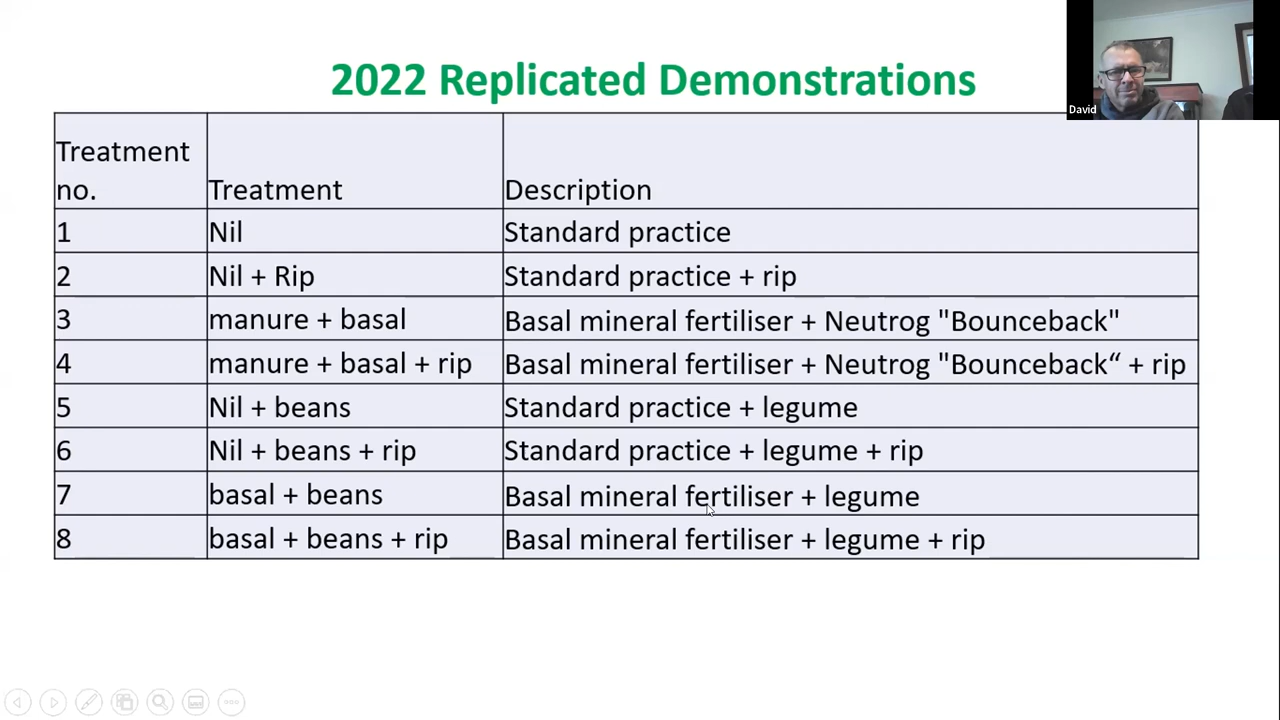 2022 Replicated Demonstrations
David
Treatment
no. Treatment Description
1 Nil Standard practice
2 Nil + Rip Standard practice + rip
3 manure + basal Basal mineral fertiliser + Neutrog "Bounceback"
4 manure + basal + rip Basal mineral fertiliser + Neutrog "Bounceback“ + rip
5 Nil + beans Standard practice + legume
6 Nil + beans + rip Standard practice + legume + rip
7 basal + beans Basal mineral fertiliser + legume
8 basal + beans + rip Basal mineral fertiliser + legume + rip